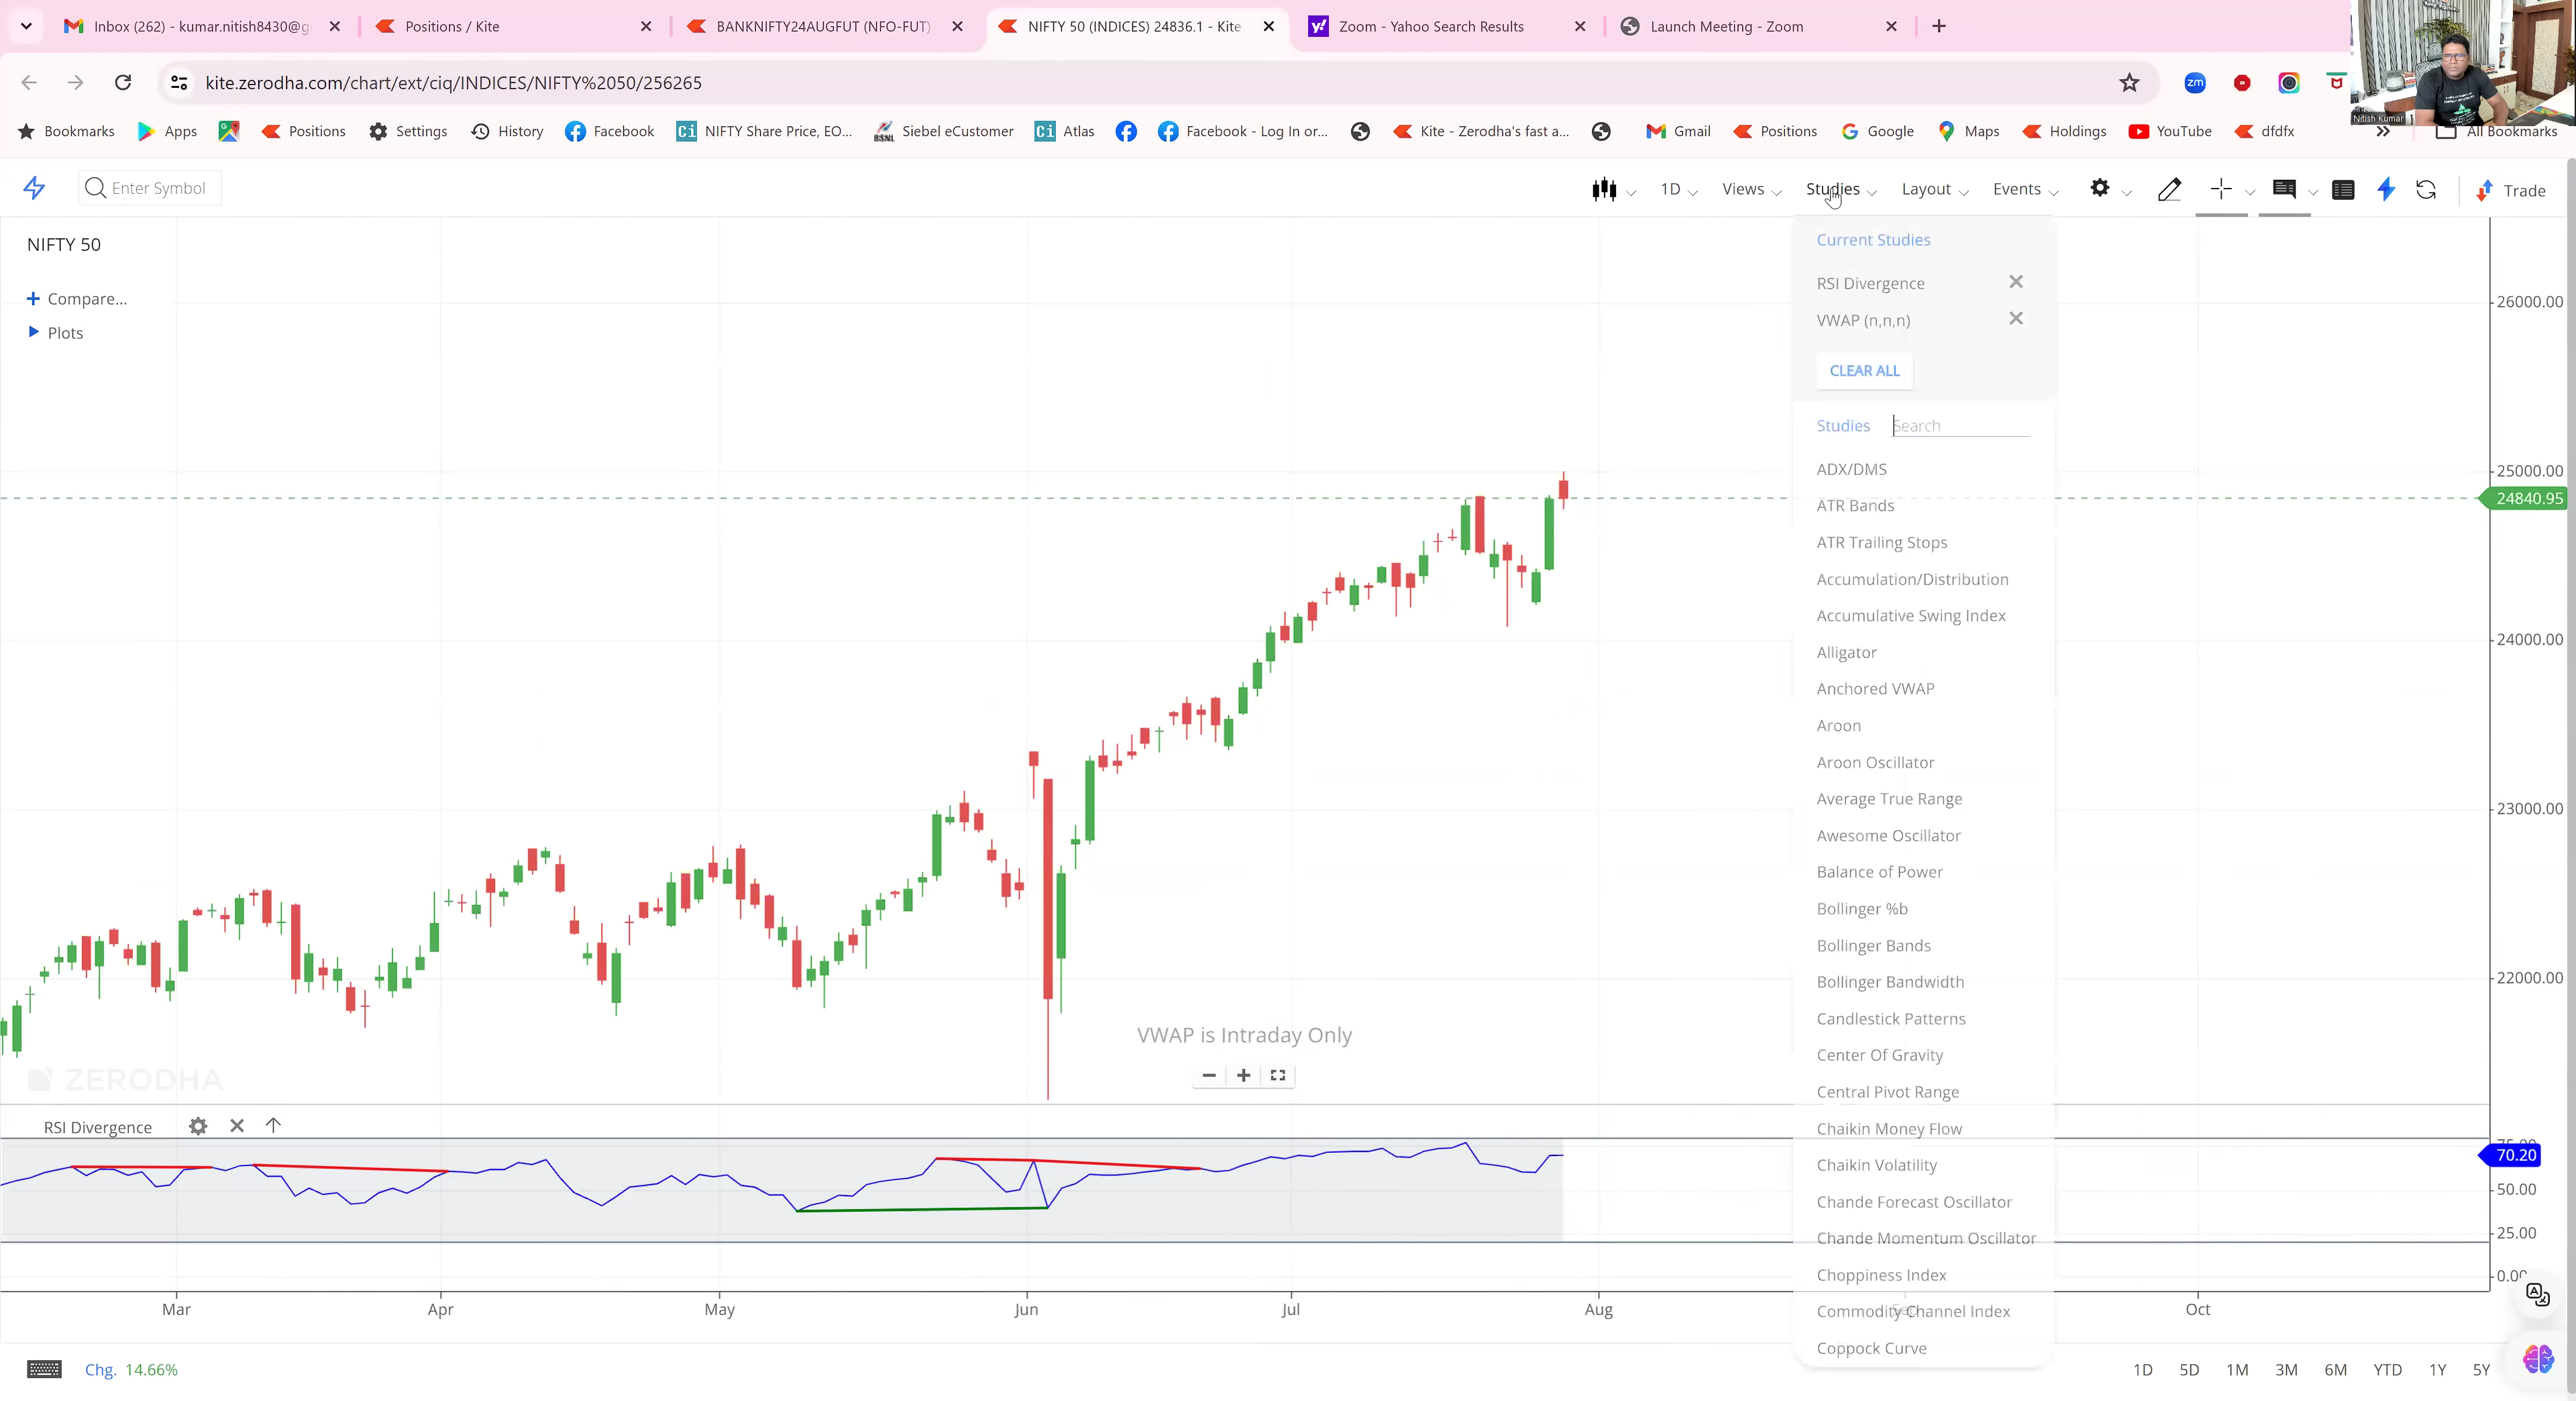 Inbox (262) - kumar.nitish8430@g
Positions / Kite
BANKNIFTY24AUGFUT (NFO-FUT)
NIFTY 50 (INDICES) 24836.1 - Kite
Zoom - Yahoo Search Results
Launch Meeting - Zoom
kite.zerodha.com/chart/ext/ciq/INDICES/NIFTY%2050/256265
zm
Nitish Kumar
Bookmarks
Apps
Positions
Settings
History
Facebook
NIFTY Share Price, EO...
BSNL
Siebel eCustomer
Atlas
Facebook - Log In or...
Kite - Zerodha's fast a...
Gmail
Positions
Google
Maps
Holdings
YouTube
dfdfx
All Bookmarks
Enter Symbol
1D
Views
Studies
Layout
Events
Trade
NIFTY 50
Compare...
Plots
Current Studies
RSI Divergence
VWAP (n,n,n)
CLEAR ALL
Studies
Search
ADX/DMS
ATR Bands
ATR Trailing Stops
Accumulation/Distribution
Accumulative Swing Index
Alligator
Anchored VWAP
Aroon
Aroon Oscillator
Average True Range
Awesome Oscillator
Balance of Power
Bollinger %b
Bollinger Bands
Bollinger Bandwidth
Candlestick Patterns
Center Of Gravity
Central Pivot Range
Chaikin Money Flow
Chaikin Volatility
Chande Forecast Oscillator
Chande Momentum Oscillator
Choppiness Index
Commodity Channel Index
Coppock Curve
26000.00
25000.00
24840.95
24000.00
23000.00
22000.00
VWAP is Intraday Only
ZERODHA
RSI Divergence
75.00
70.20
50.00
25.00
0.00
Mar
Apr
May
Jun
Jul
Aug
Oct
Chg. 14.66%
1D
5D
1M
3M
6M
YTD
1Y
5Y